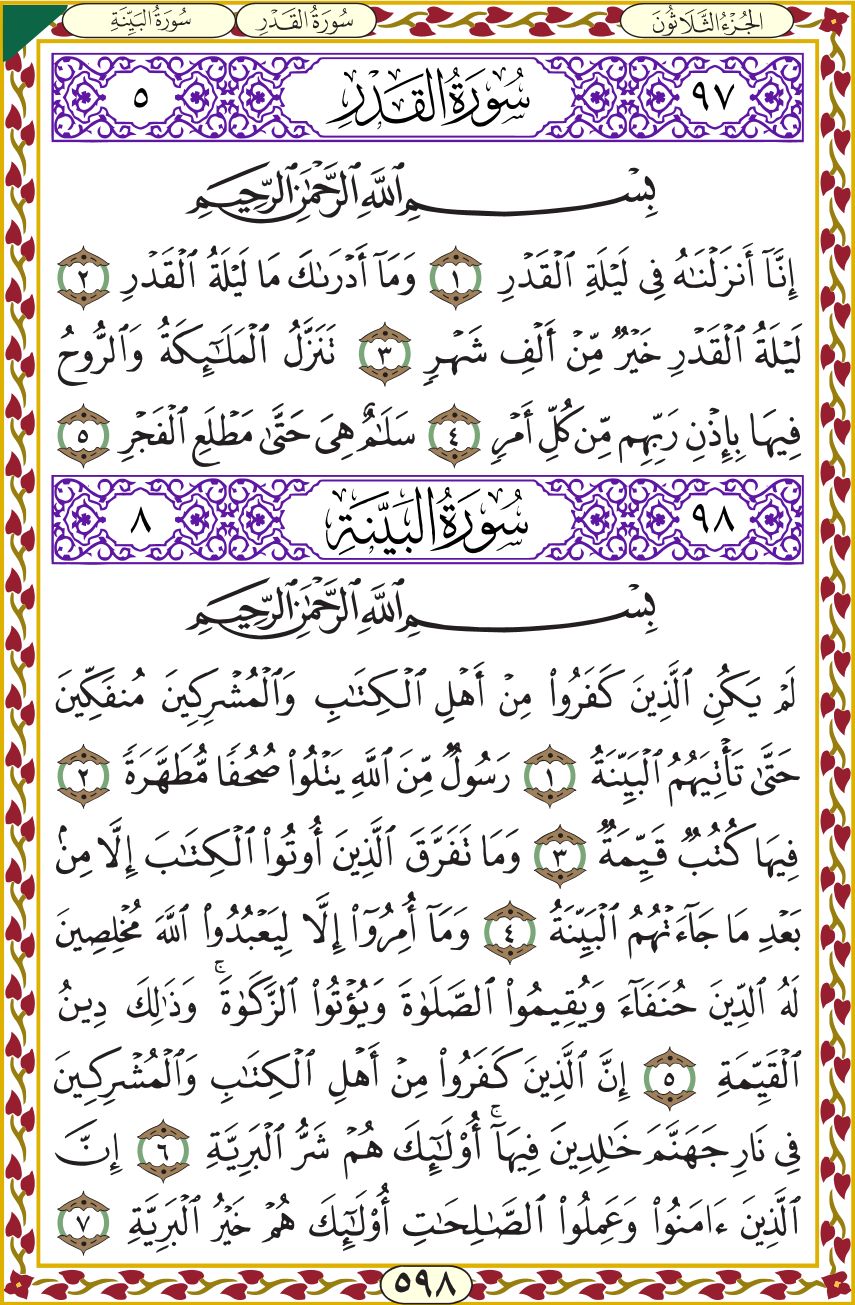 الجُزْءُ الثَّلَاثُونَ سُورَةُ القَدْرِ سُورَةُ البَيِّنَةِ
٩٧ سُورَةُ القَدْرِ ٥
بِسْمِ ٱللَّهِ ٱلرَّحْمَٰنِ ٱلرَّحِيمِ
إِنَّآ أَنزَلْنَٰهُ فِى لَيْلَةِ ٱلْقَدْرِ ١ وَمَآ أَدْرَىٰكَ مَا لَيْلَةُ ٱلْقَدْرِ ٢
لَيْلَةُ ٱلْقَدْرِ خَيْرٌ مِّنْ أَلْفِ شَهْرٍ ٣ تَنَزَّلُ ٱلْمَلَٰٓئِكَةُ وَٱلرُّوحُ
فِيهَا بِإِذْنِ رَبِّهِم مِّن كُلِّ أَمْرٍ ٤ سَلَٰمٌ هِىَ حَتَّىٰ مَطْلَعِ ٱلْفَجْرِ ٥
٩٨ سُورَةُ البَيِّنَةِ ٨
بِسْمِ ٱللَّهِ ٱلرَّحْمَٰنِ ٱلرَّحِيمِ
لَمْ يَكُنِ ٱلَّذِينَ كَفَرُوا۟ مِنْ أَهْلِ ٱلْكِتَٰبِ وَٱلْمُشْرِكِينَ مُنفَكِّينَ
حَتَّىٰ تَأْتِيَهُمُ ٱلْبَيِّنَةُ ١ رَسُولٌ مِّنَ ٱللَّهِ يَتْلُوا۟ صُحُفًا مُّطَهَّرَةً ٢
فِيهَا كُتُبٌ قَيِّمَةٌ ٣ وَمَا تَفَرَّقَ ٱلَّذِينَ أُوتُوا۟ ٱلْكِتَٰبَ إِلَّا مِنۢ
بَعْدِ مَا جَآءَتْهُمُ ٱلْبَيِّنَةُ ٤ وَمَآ أُمِرُوٓا۟ إِلَّا لِيَعْبُدُوا۟ ٱللَّهَ مُخْلِصِينَ
لَهُ ٱلدِّينَ حُنَفَآءَ وَيُقِيمُوا۟ ٱلصَّلَوٰةَ وَيُؤْتُوا۟ ٱلزَّكَوٰةَ ۚ وَذَٰلِكَ دِينُ
ٱلْقَيِّمَةِ ٥ إِنَّ ٱلَّذِينَ كَفَرُوا۟ مِنْ أَهْلِ ٱلْكِتَٰبِ وَٱلْمُشْرِكِينَ
فِى نَارِ جَهَنَّمَ خَٰلِدِينَ فِيهَآ ۚ أُو۟لَٰٓئِكَ هُمْ شَرُّ ٱلْبَرِيَّةِ ٦ إِنَّ
ٱلَّذِينَ ءَامَنُوا۟ وَعَمِلُوا۟ ٱلصَّٰلِحَٰتِ أُو۟لَٰٓئِكَ هُمْ خَيْرُ ٱلْبَرِيَّةِ ٧
٥٩٨